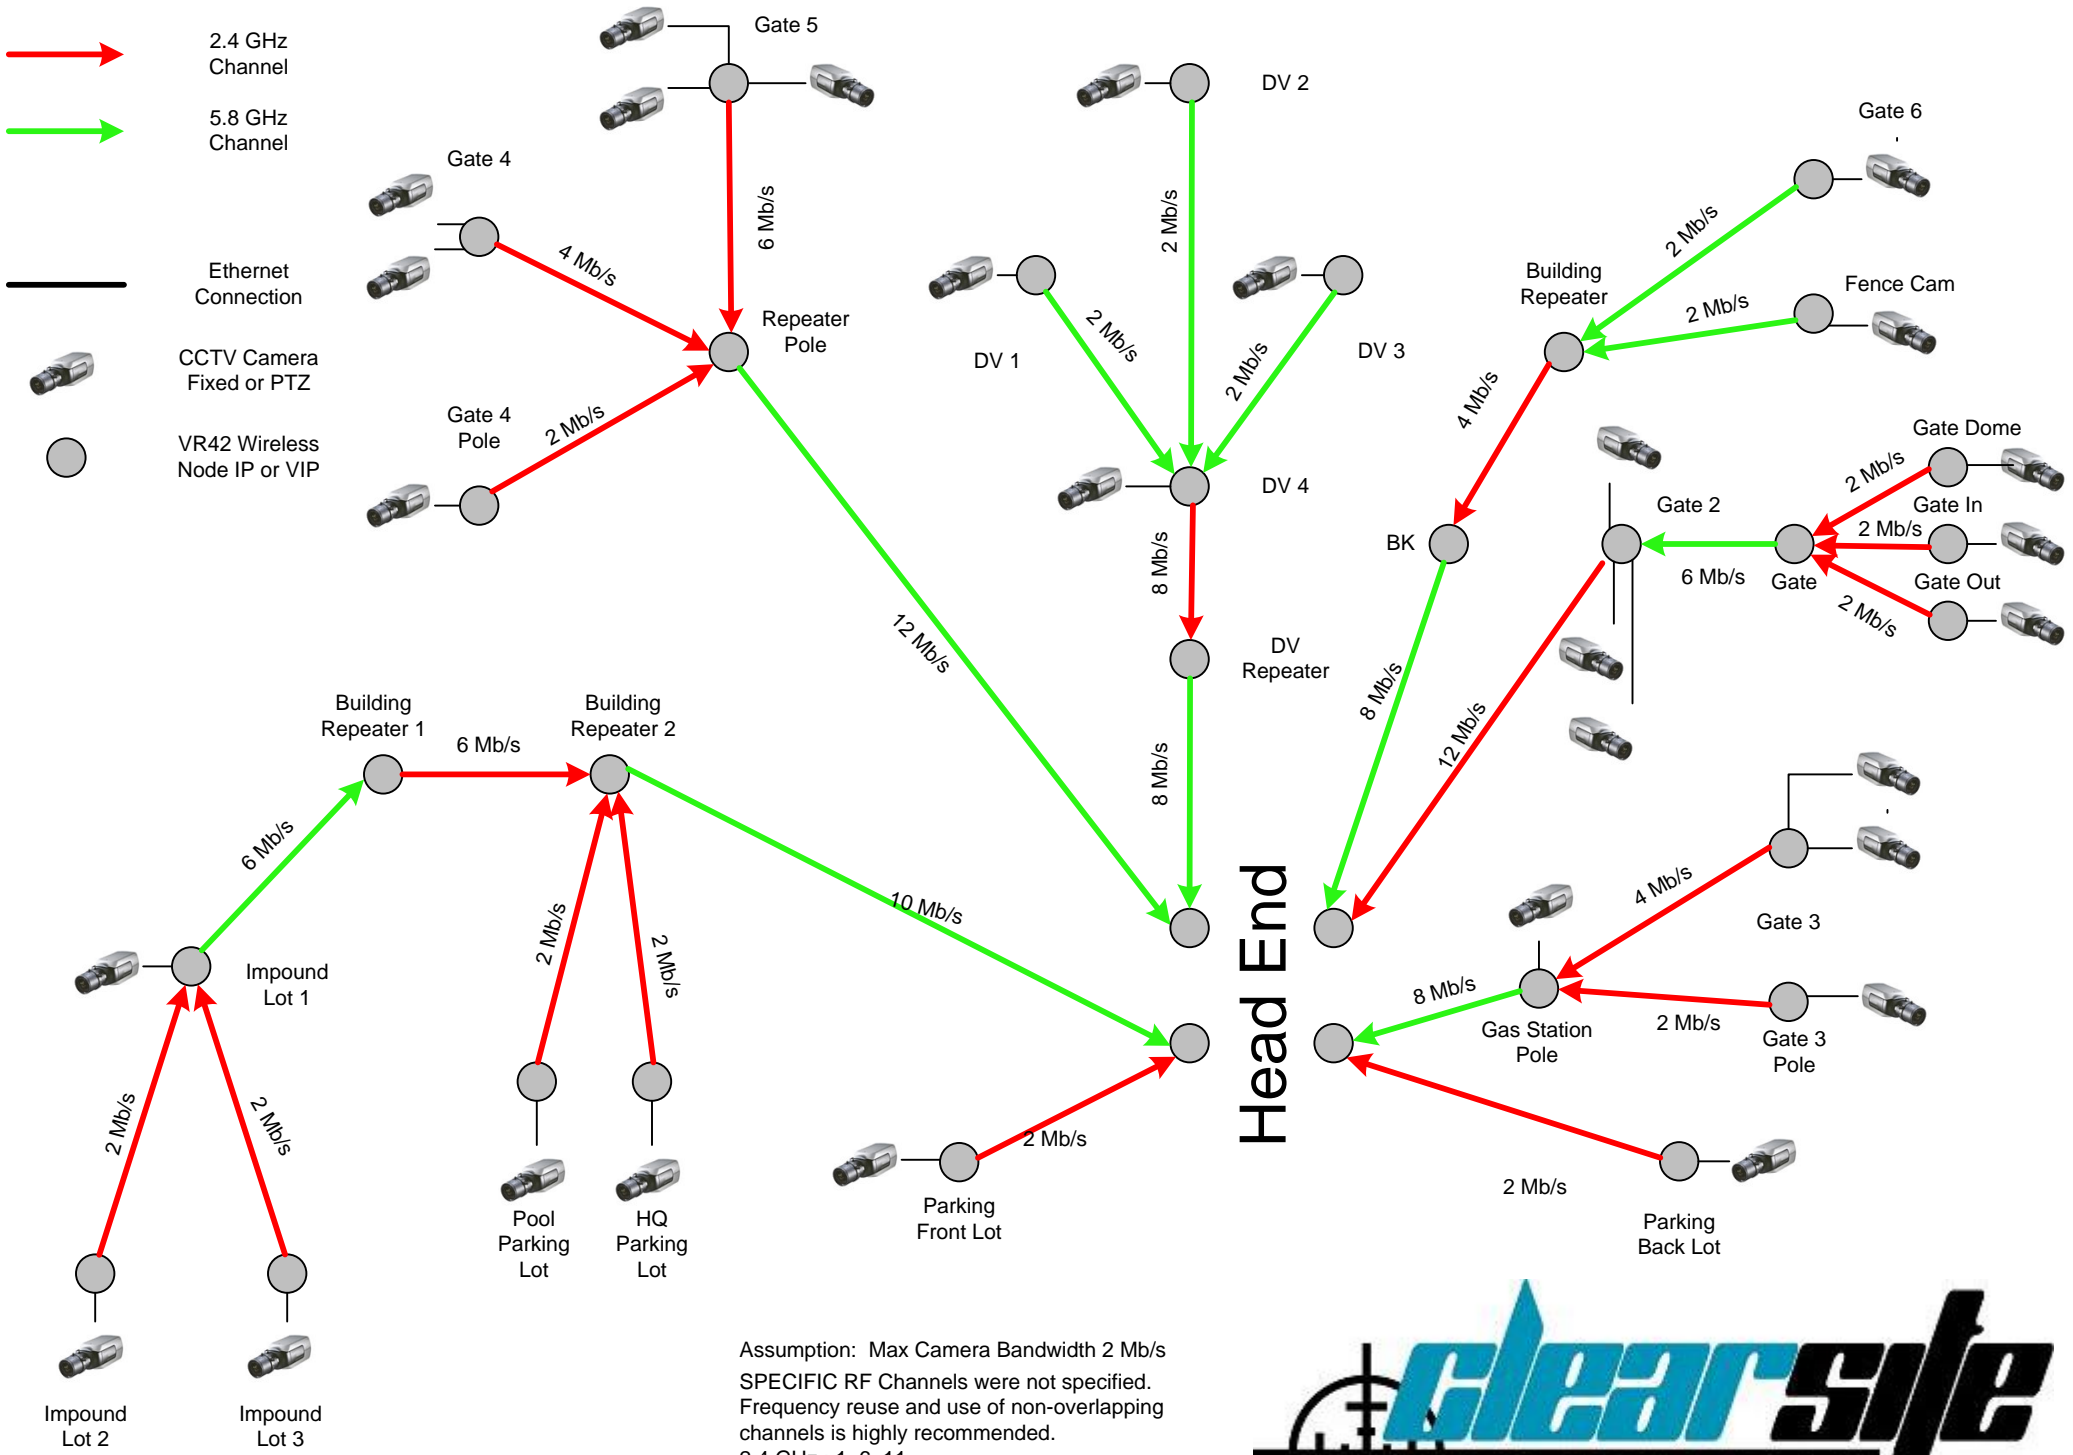 2.4 GHz
Channel
5.8 GHz
Channel
Ethernet
Connection
CCTV Camera
Fixed or PTZ
VR42 Wireless
Node IP or VIP
Gate 5
Gate 4
4 Mb/s
6 Mb/s
Repeater
Pole
Gate 4
Pole
2 Mb/s
12 Mb/s
DV 2
2 Mb/s
DV 1
2 Mb/s
DV 3
2 Mb/s
DV 4
8 Mb/s
DV
Repeater
8 Mb/s
Gate 6
2 Mb/s
Building
Repeater
Fence Cam
2 Mb/s
4 Mb/s
BK
8 Mb/s
Gate 2
12 Mb/s
6 Mb/s
Gate
Gate Dome
2 Mb/s
Gate In
2 Mb/s
Gate Out
2 Mb/s
Building
Repeater 1
6 Mb/s
Building
Repeater 2
6 Mb/s
10 Mb/s
Impound
Lot 1
2 Mb/s
2 Mb/s
2 Mb/s
2 Mb/s
Impound
Lot 2
Impound
Lot 3
Pool
Parking
Lot
HQ
Parking
Lot
Head End
2 Mb/s
Parking
Front Lot
4 Mb/s
Gate 3
8 Mb/s
Gas Station
Pole
2 Mb/s
Gate 3
Pole
2 Mb/s
Parking
Back Lot
Assumption: Max Camera Bandwidth 2 Mb/s
SPECIFIC RF Channels were not specified.
Frequency reuse and use of non-overlapping
channels is highly recommended.
clearsite